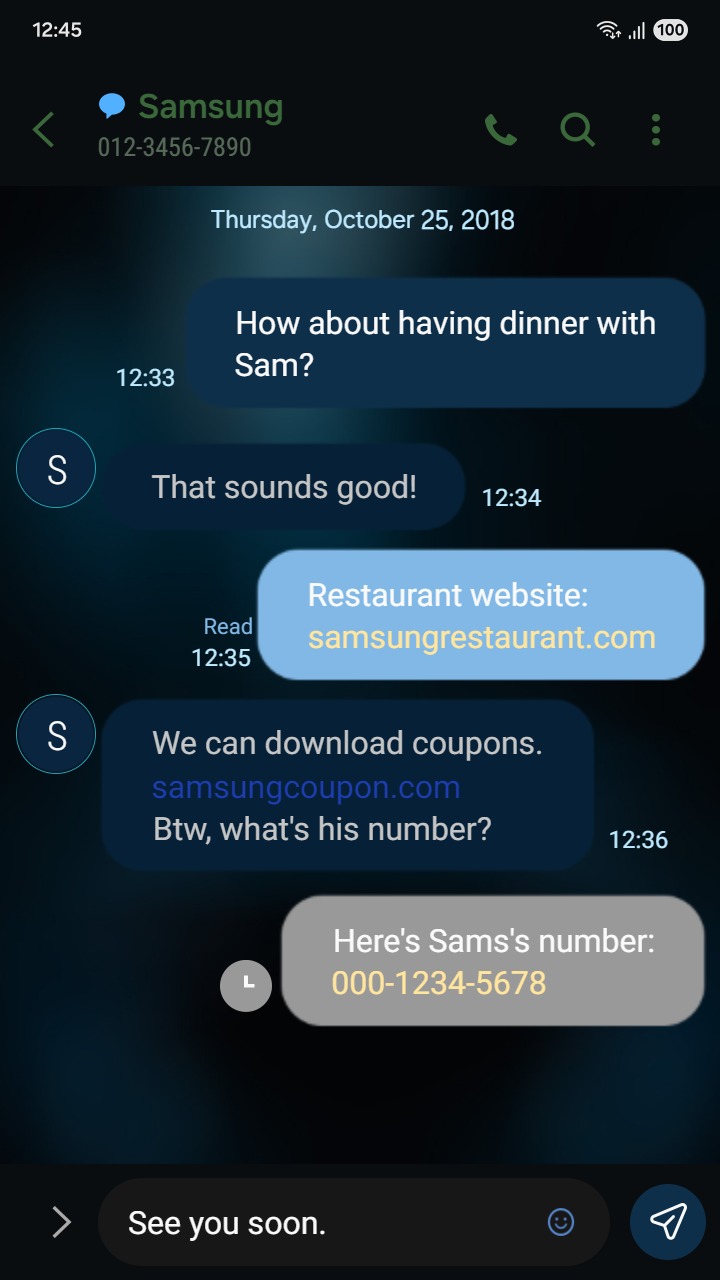 12:45
100
Samsung
012-3456-7890
Thursday, October 25, 2018
How about having dinner with
Sam?
12:33
S
That sounds good!
12:34
Restaurant website:
samsungrestaurant.com
Read
12:35
S
We can download coupons.
samsungcoupon.com
Btw, what's his number?
12:36
Here's Sams's number:
000-1234-5678
See you soon.